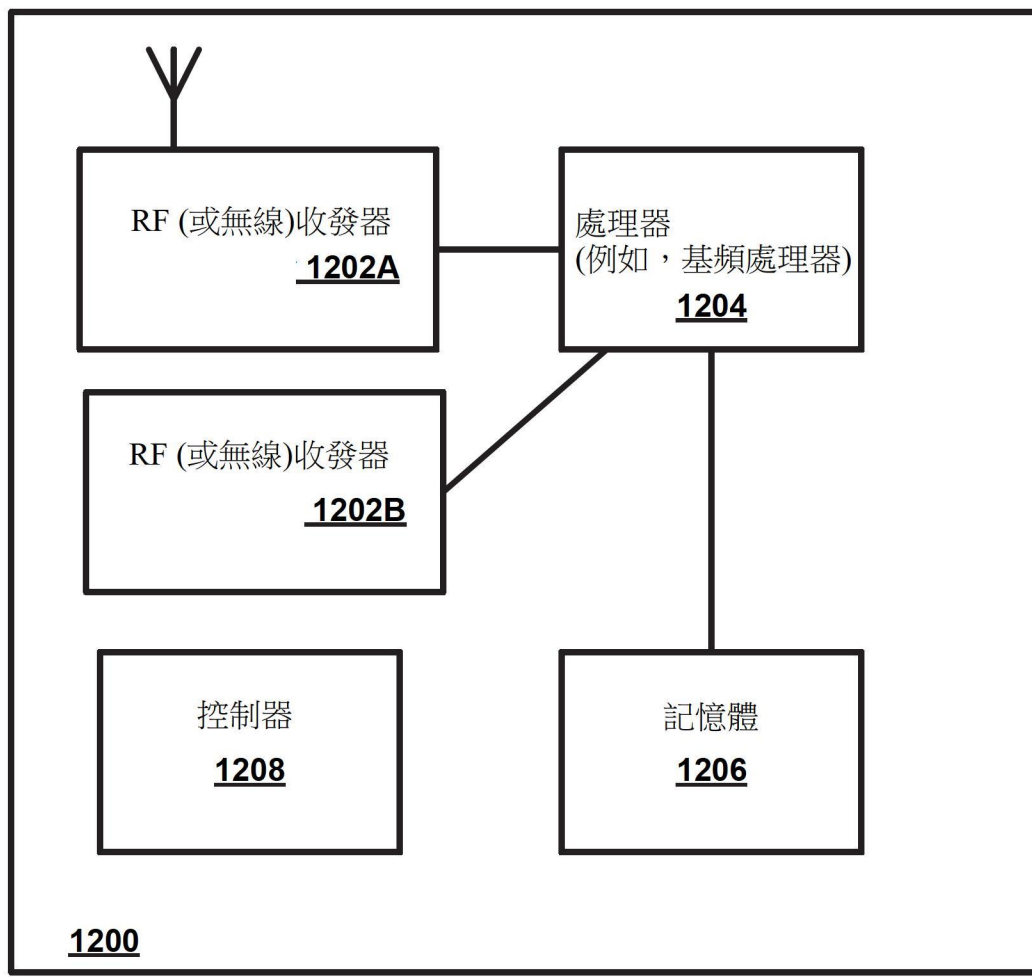 RF (或無線)收發器
1202A
處理器
(例如，基頻處理器)
1204
RF (或無線)收發器
1202B
控制器
1208
記憶體
1206
1200